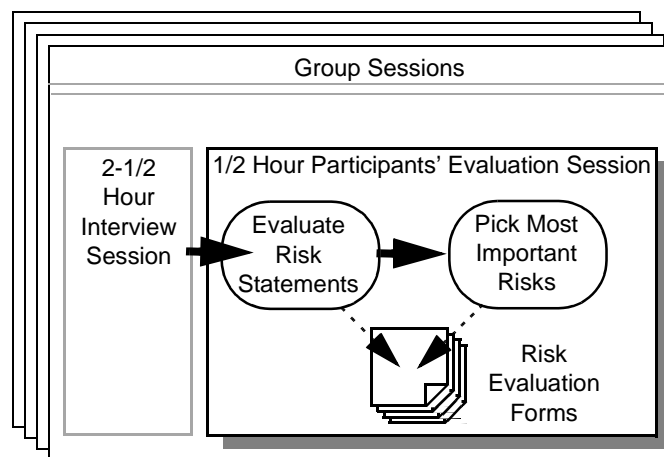 Group Sessions
2-1/2
Hour
Interview
Session
1/2 Hour Participants’ Evaluation Session
Evaluate
Risk
Statements
Pick Most
Important
Risks
Risk
Evaluation
Forms